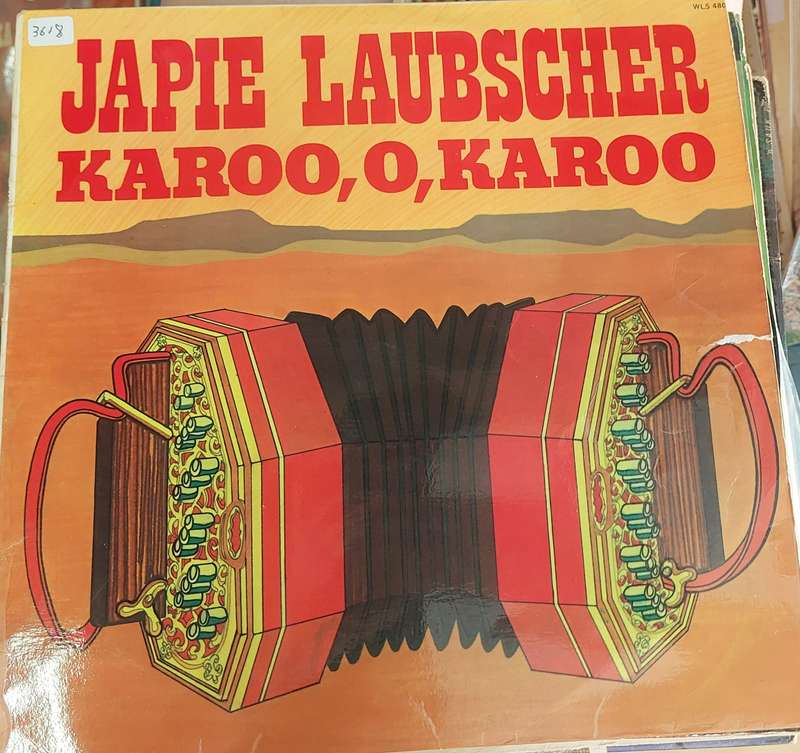 3618
WLS 480
JAPIE LAUBSCHER
KAROO, O, KAROO